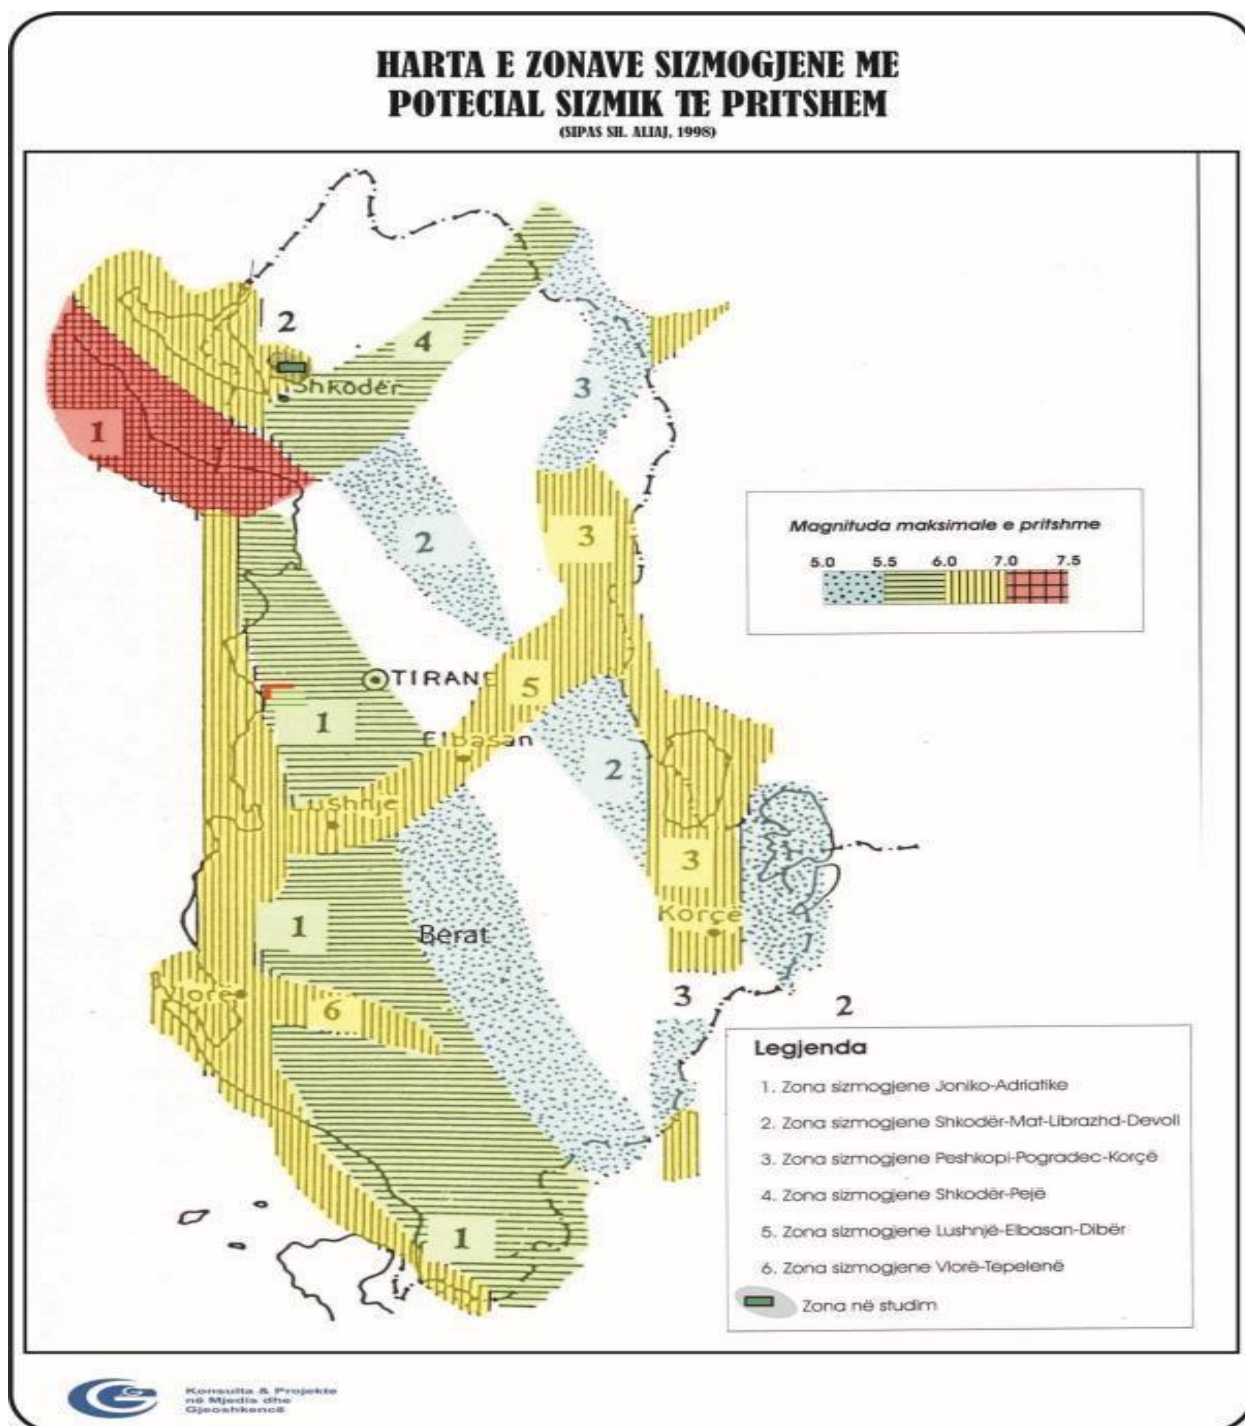 HARTA E ZONAVE SIZMOGJENE ME
POTECIAL SIZMIK TE PRITSHEM
(SIPAS SH. ALIAJ, 1998)
2
4
Shkodër
3
1
2
3
Magnituda maksimale e pritshme
5.0 5.5 6.0 7.0 7.5
TIRANE
5
1
Elbasan
2
Lushnje
3
1
Berat
Korçë
lorë
6
3
2
1
Legjenda
1. Zona sizmogjene Joniko-Adriatike
2. Zona sizmogjene Shkodër-Mat-Librazhd-Devoll
3. Zona sizmogjene Peshkopi-Pogradec-Korçë
4. Zona sizmogjene Shkodër-Pejë
5. Zona sizmogjene Lushnjë-Elbasan-Dibër
6. Zona sizmogjene Vlorë-Tepelenë
Zona në studim
Konsulta & Projekte
në Mjedis dhe
Gjeoshkencë